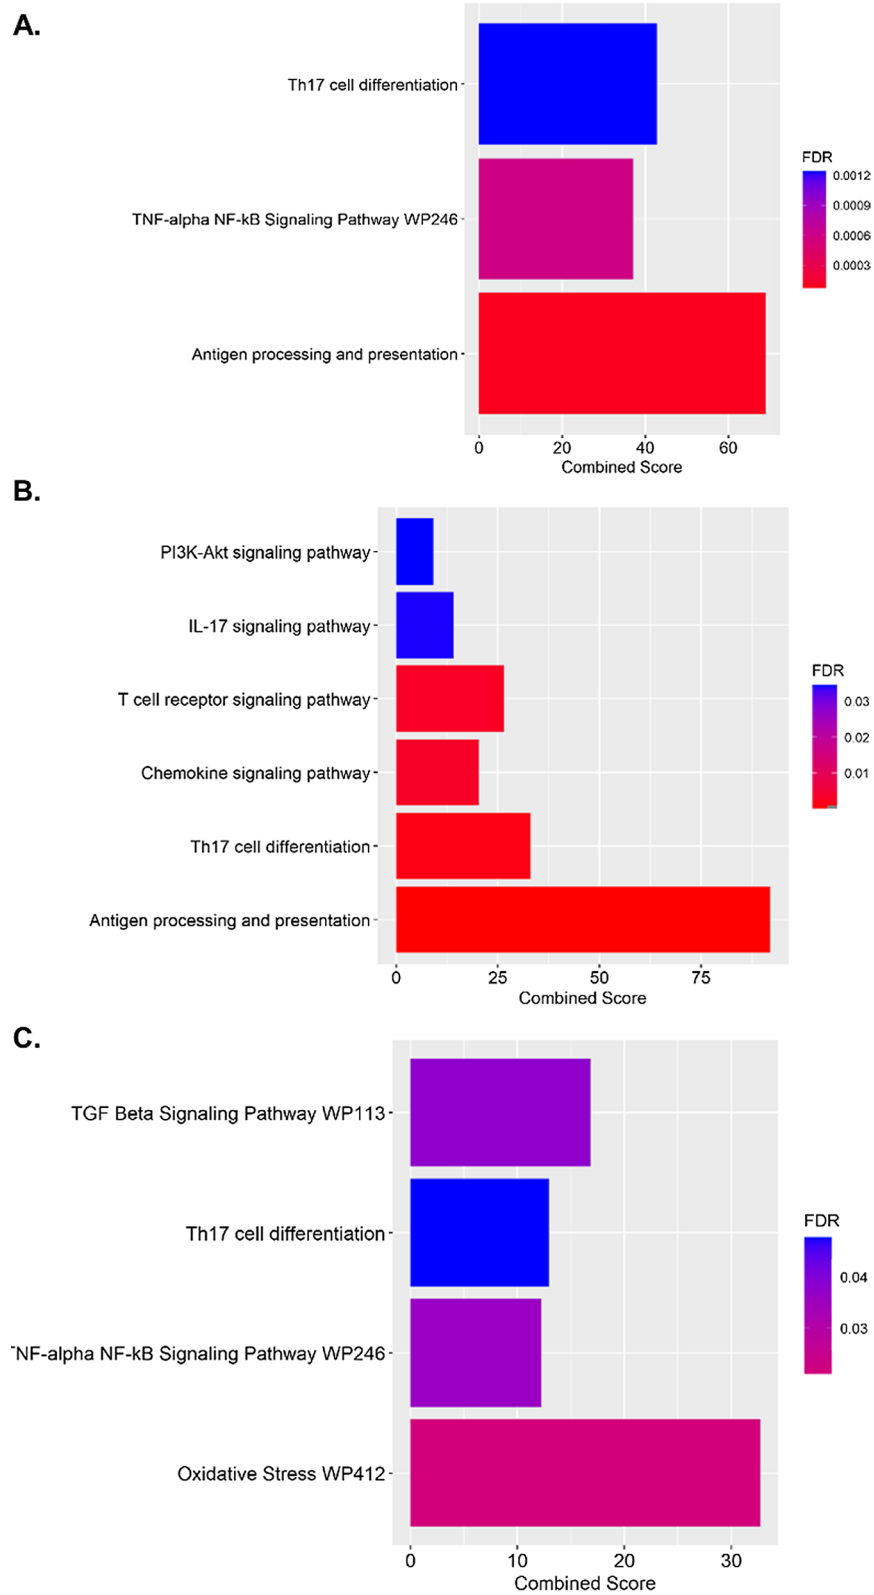 A.
Th17 cell differentiation
TNF-alpha NF-kB Signaling Pathway WP246
Antigen processing and presentation
0 20 40 60
Combined Score
FDR
0.0012
0.0009
0.0006
0.0003
B.
PI3K-Akt signaling pathway
IL-17 signaling pathway
T cell receptor signaling pathway
Chemokine signaling pathway
Th17 cell differentiation
Antigen processing and presentation
0 25 50 75
Combined Score
FDR
0.03
0.02
0.01
C.
TGF Beta Signaling Pathway WP113
Th17 cell differentiation
NF-alpha NF-kB Signaling Pathway WP246
Oxidative Stress WP412
0 10 20 30
Combined Score
FDR
0.04
0.03